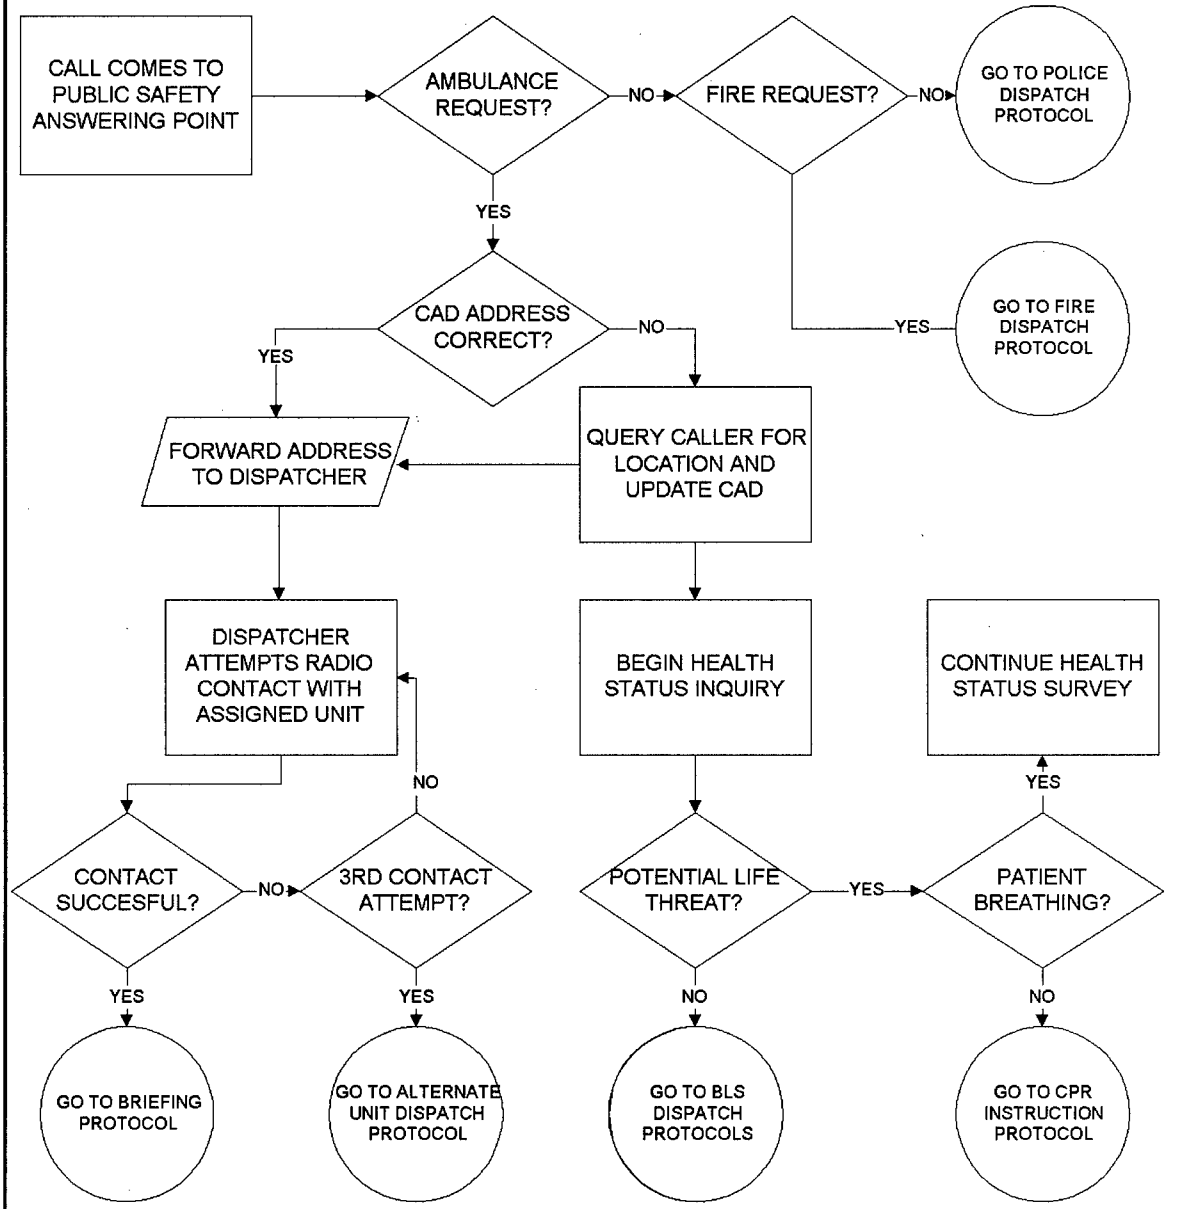 CALL COMES TO
PUBLIC SAFETY
ANSWERING POINT
AMBULANCE
REQUEST?
NO
FIRE REQUEST?
NO
GO TO POLICE
DISPATCH
PROTOCOL
YES
CAD ADDRESS
CORRECT?
YES
NO
YES
GO TO FIRE
DISPATCH
PROTOCOL
FORWARD ADDRESS
TO DISPATCHER
QUERY CALLER FOR
LOCATION AND
UPDATE CAD
DISPATCHER
ATTEMPTS RADIO
CONTACT WITH
ASSIGNED UNIT
BEGIN HEALTH
STATUS INQUIRY
CONTINUE HEALTH
STATUS SURVEY
NO
YES
CONTACT
SUCCESFUL?
NO
3RD CONTACT
ATTEMPT?
POTENTIAL LIFE
THREAT?
YES
PATIENT
BREATHING?
YES
YES
NO
NO
GO TO BRIEFING
PROTOCOL
GO TO ALTERNATE
UNIT DISPATCH
PROTOCOL
GO TO BLS
DISPATCH
PROTOCOLS
GO TO CPR
INSTRUCTION
PROTOCOL